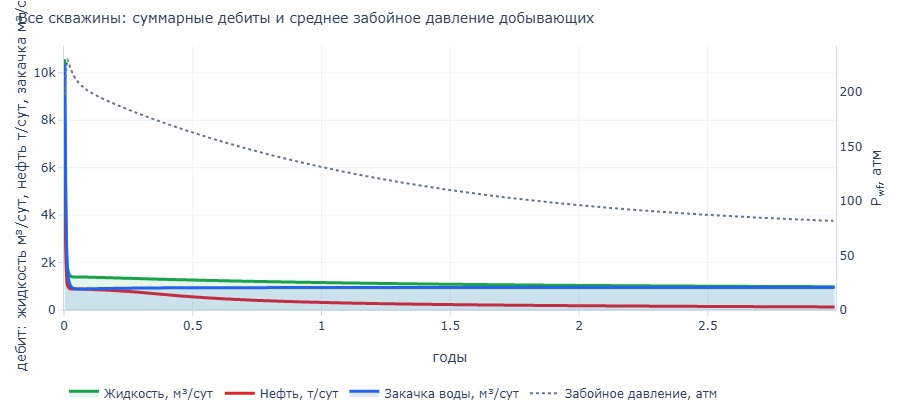 Все скважины: суммарные дебиты и среднее забойное давление добывающих
дебит: жидкость м³/сут, нефть т/сут, закачка м³/с
10k
8k
6k
4k
2k
0
200
150
100
50
0
P_wf, атм
0
0.5
1
1.5
2
2.5
годы
Жидкость, м³/сут
Нефть, т/сут
Закачка воды, м³/сут
Забойное давление, атм